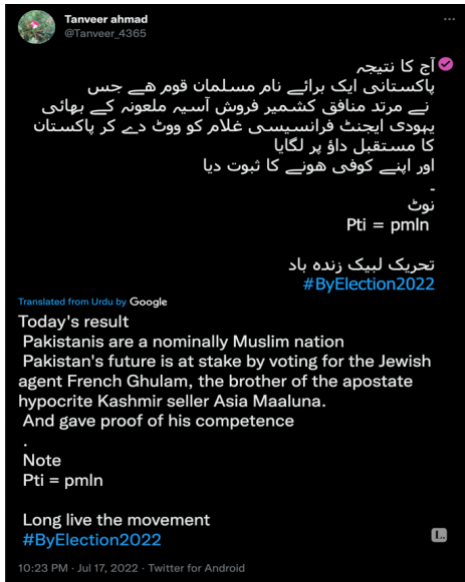 Tanveer ahmad
@Tanveer_4365
آج کا نتیجہ
پاکستانی ایک برائے نام مسلمان قوم ھے جس
نے مرتد منافق کشمیر فروش آسیہ ملعونہ کے بھائی
یہودی ایجنٹ فرانسیسی غلام کو ووٹ دے کر پاکستان
کا مستقبل داؤ پر لگایا
اور اپنے کوفی ھونے کا ثبوت دیا
-
نوٹ
Pti = pmln
تحریک لبیک زندہ باد
#ByElection2022
Translated from Urdu by Google
Today's result
Pakistanis are a nominally Muslim nation
Pakistan's future is at stake by voting for the Jewish
agent French Ghulam, the brother of the apostate
hypocrite Kashmir seller Asia Maaluna.
And gave proof of his competence
.
Note
Pti = pmln
Long live the movement
#ByElection2022
10:23 PM · Jul 17, 2022 · Twitter for Android